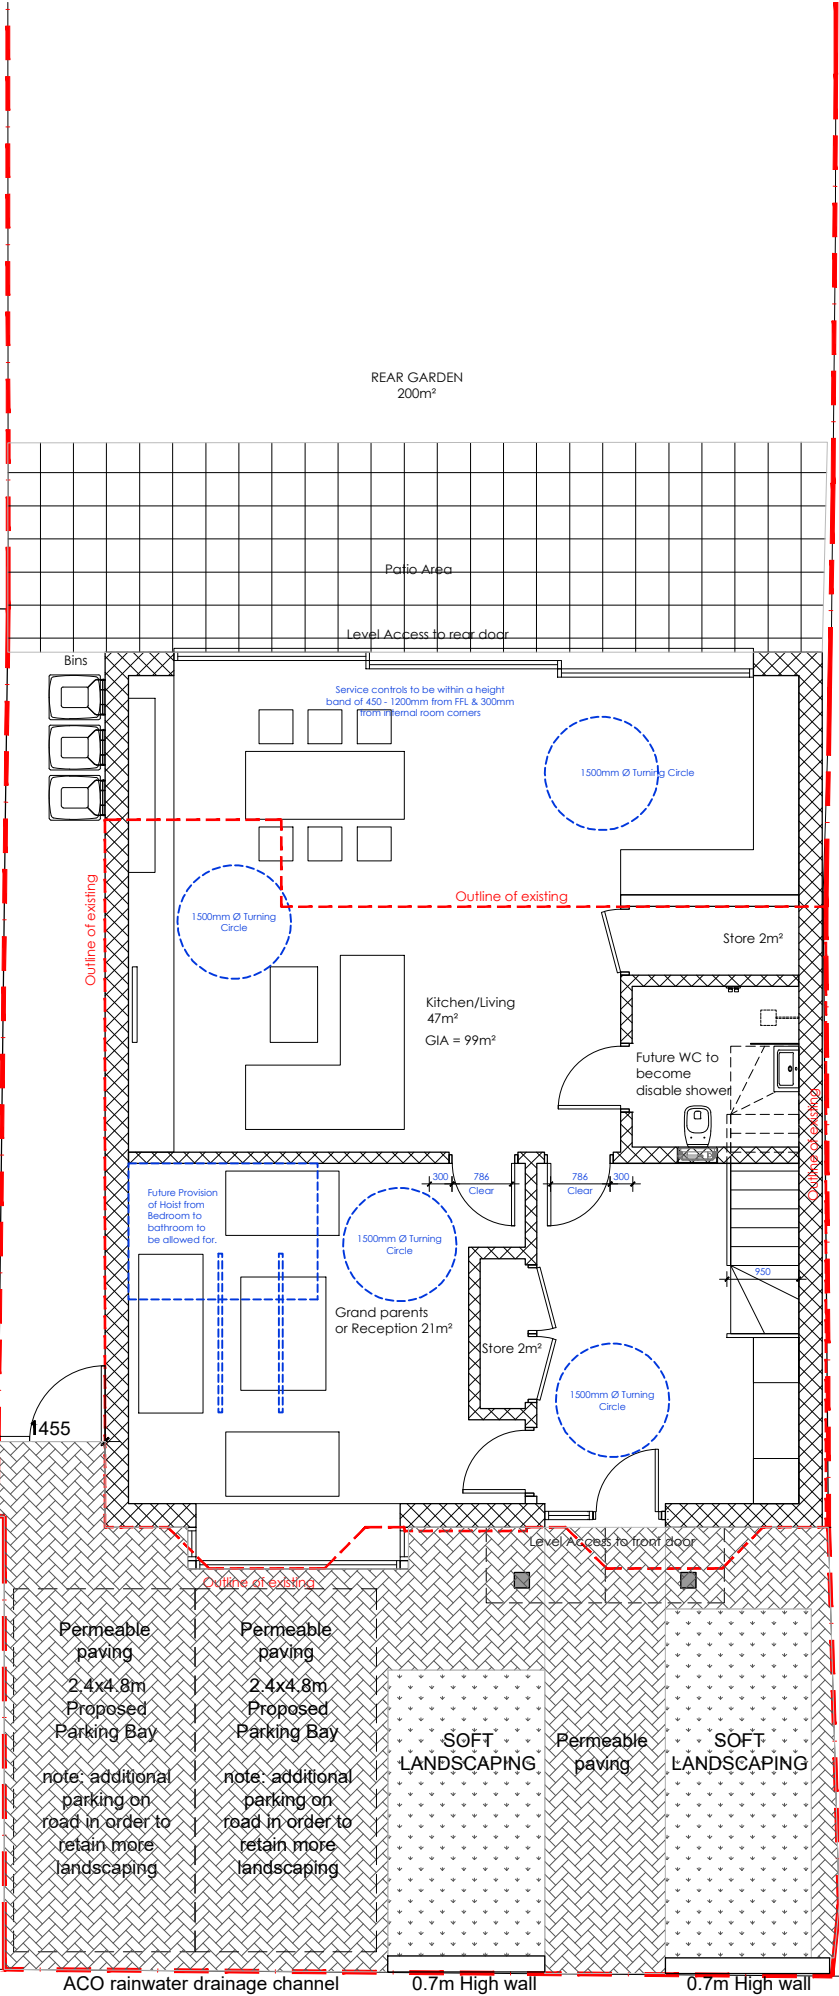 REAR GARDEN
200m²
Patio Area
Level Access to rear door
Bins
Service controls to be within a height
band of 450 - 1200mm from FFL & 300mm
from internal room corners
1500mm Ø Turning Circle
Outline of existing
Outline of existing
1500mm Ø Turning
Circle
Store 2m²
Kitchen/Living
47m²
GIA = 99m²
Future WC to
become
disable shower
Outline of existing
300
786
Clear
786
Clear
300
Future Provision
of Hoist from
Bedroom to
bathroom to
be allowed for.
1500mm Ø Turning
Circle
950
Grand parents
or Reception 21m²
Store 2m²
1500mm Ø Turning
Circle
1455
Level Access to front door
Outline of existing
Permeable
paving
2.4x4.8m
Proposed
Parking Bay
note: additional
parking on
road in order to
retain more
landscaping
Permeable
paving
2.4x4.8m
Proposed
Parking Bay
note: additional
parking on
road in order to
retain more
landscaping
SOFT
LANDSCAPING
Permeable
paving
SOFT
LANDSCAPING
ACO rainwater drainage channel
0.7m High wall
0.7m High wall